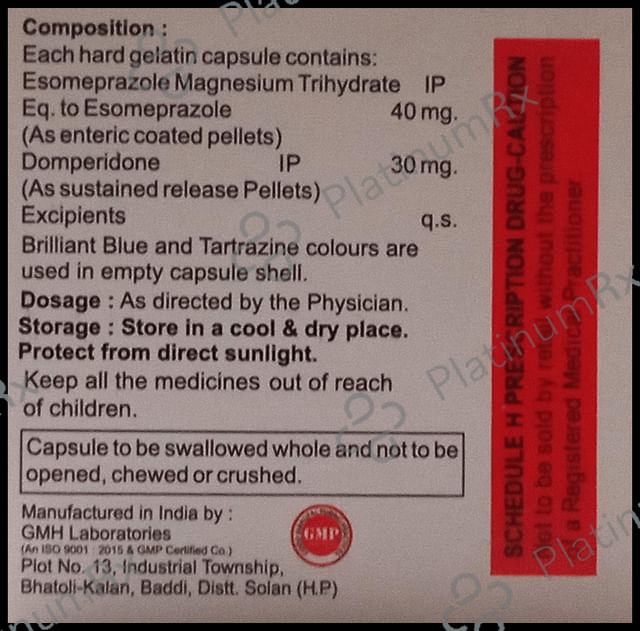 Composition :
Each hard gelatin capsule contains:
Esomeprazole Magnesium Trihydrate IP
Eq. to Esomeprazole 40 mg.
(As enteric coated pellets)
Domperidone IP 30 mg.
(As sustained release Pellets)
Excipients q.s.
Brilliant Blue and Tartrazine colours are
used in empty capsule shell.
Dosage : As directed by the Physician.
Storage : Store in a cool & dry place.
Protect from direct sunlight.
Keep all the medicines out of reach
of children.
Capsule to be swallowed whole and not to be
opened, chewed or crushed.
Manufactured in India by :
GMH Laboratories
(An ISO 9001 : 2015 & GMP Certified Co.)
Plot No. 13, Industrial Township,
Bhatoli-Kalan, Baddi, Distt. Solan (H.P)
GMP
SCHEDULE H PRESCRIPTION DRUG-CAUTION
not to be sold by retail without the prescription
of a Registered Medical Practitioner
PlatinumRx
PlatinumRx
PlatinumRx